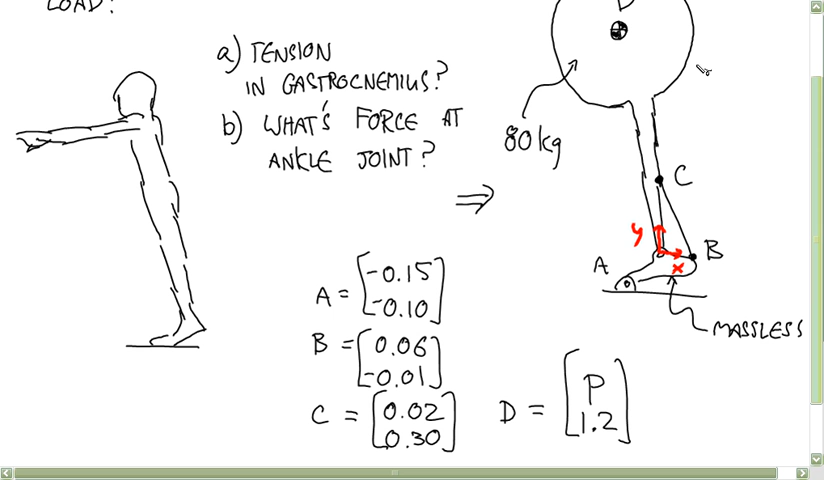 LOAD?
D
a) TENSION
IN GASTROCNEMIUS?
b) WHAT'S FORCE AT
ANKLE JOINT?
80kg
⇒
C
y
B
x
A
MASSLESS
A = [-0.15
-0.10]
B = [0.06
-0.01]
C = [0.02
0.30]
D = [P
1.2]